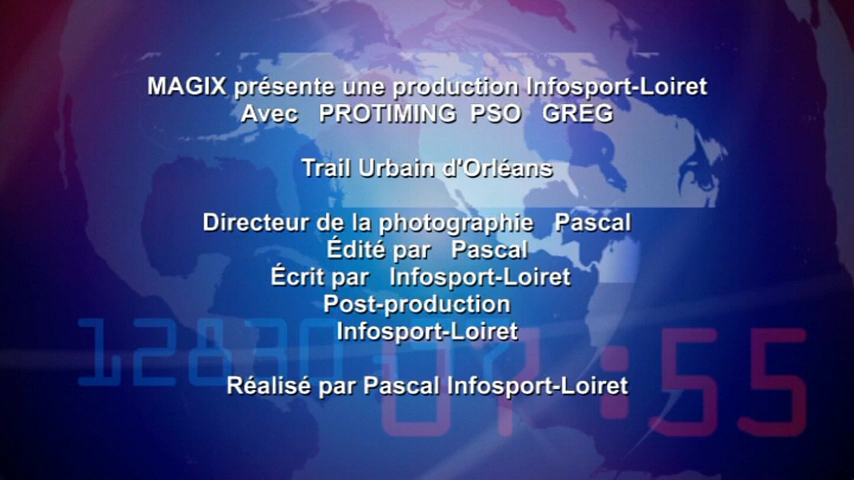 MAGIX présente une production Infosport-Loiret
Avec PROTIMING PSO GREG
Trail Urbain d'Orléans
Directeur de la photographie Pascal
Édité par Pascal
Écrit par Infosport-Loiret
Post-production
Infosport-Loiret
Réalisé par Pascal Infosport-Loiret